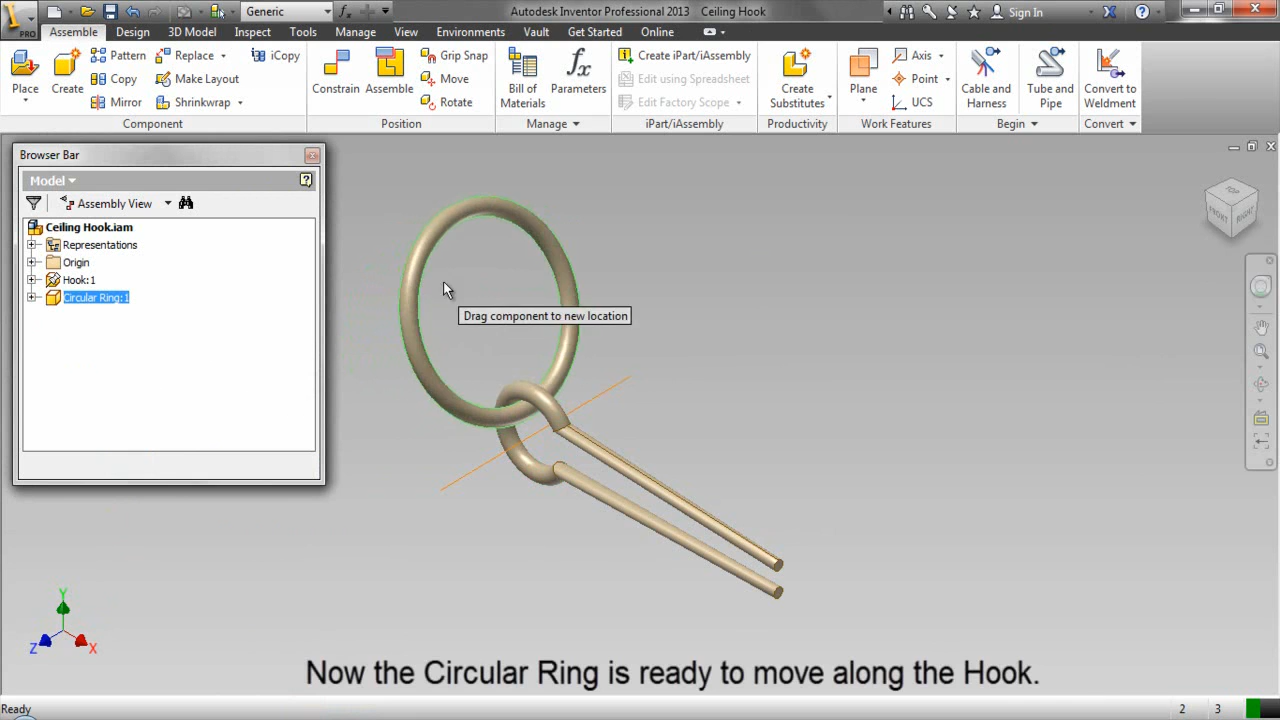 PRO
Generic
Autodesk Inventor Professional 2013 Ceiling Hook
Sign In
Assemble Design 3D Model Inspect Tools Manage View Environments Vault Get Started Online
Place
Create
Pattern
Copy
Mirror
Replace
Make Layout
Shrinkwrap
iCopy
Component
Constrain
Assemble
Grip Snap
Move
Rotate
Position
Bill of
Materials
Parameters
Manage
Create iPart/iAssembly
Edit using Spreadsheet
Edit Factory Scope
iPart/iAssembly
Create
Substitutes
Productivity
Plane
Axis
Point
UCS
Work Features
Cable and
Harness
Tube and
Pipe
Begin
Convert to
Weldment
Convert
Browser Bar
Model
Assembly View
Ceiling Hook.iam
Representations
Origin
Hook:1
Circular Ring:1
FRONT
RIGHT
Drag component to new location
Y
Z
X
Now the Circular Ring is ready to move along the Hook.
Ready
2 3